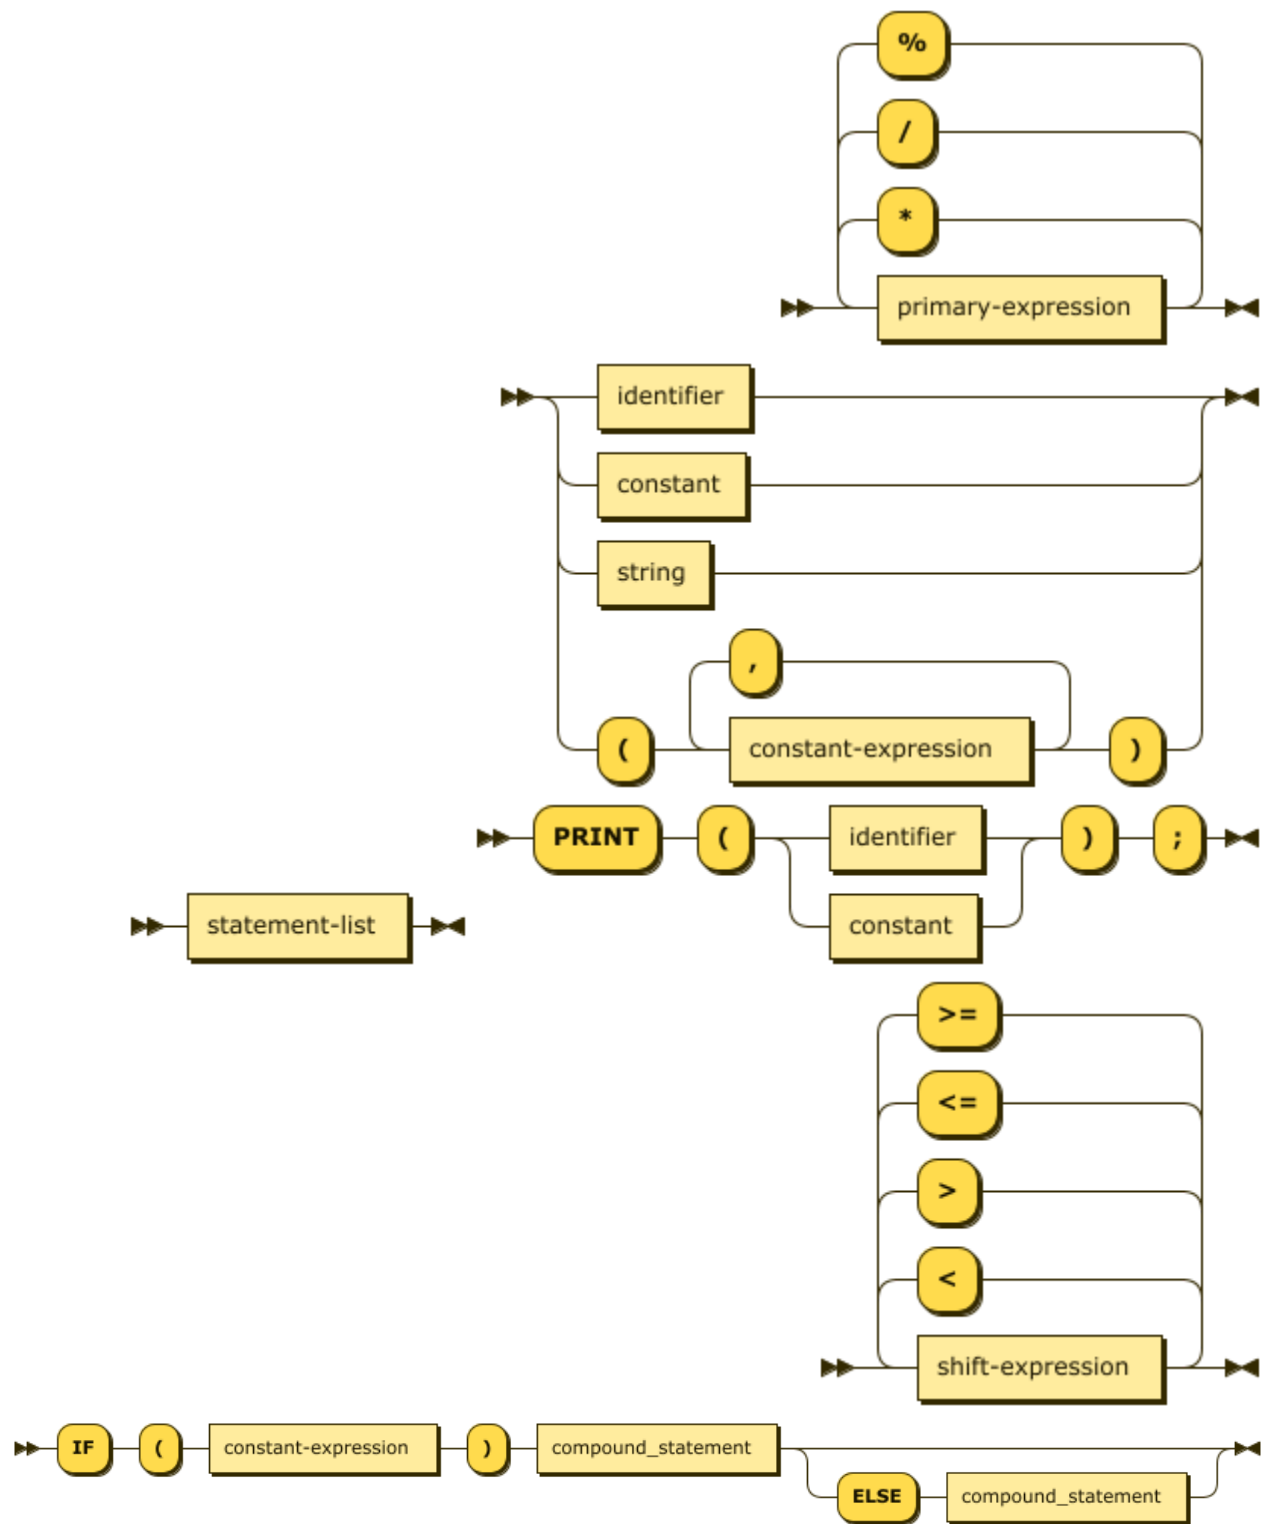 %
/
*
primary-expression
identifier
constant
string
,
( constant-expression )
PRINT ( identifier ) ;
statement-list constant
>=
<=
>
<
shift-expression
IF ( constant-expression ) compound_statement
ELSE compound_statement